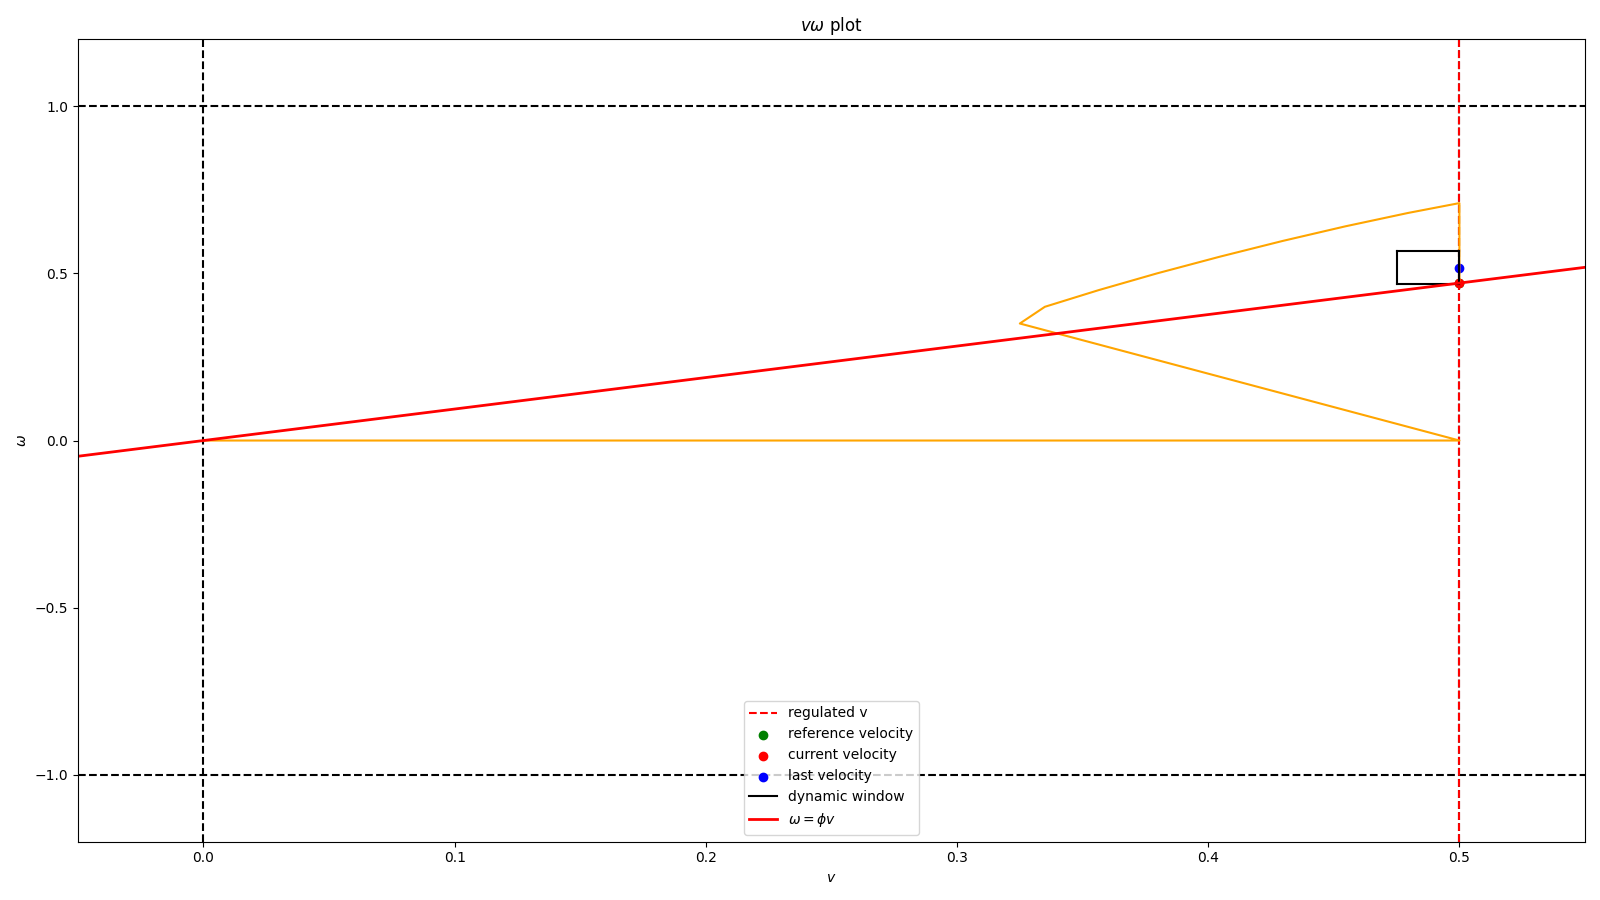 vω plot
1.0
0.5
0.0
−0.5
−1.0
ω
regulated v
reference velocity
current velocity
last velocity
dynamic window
ω = ϕv
0.0 0.1 0.2 0.3 0.4 0.5
v